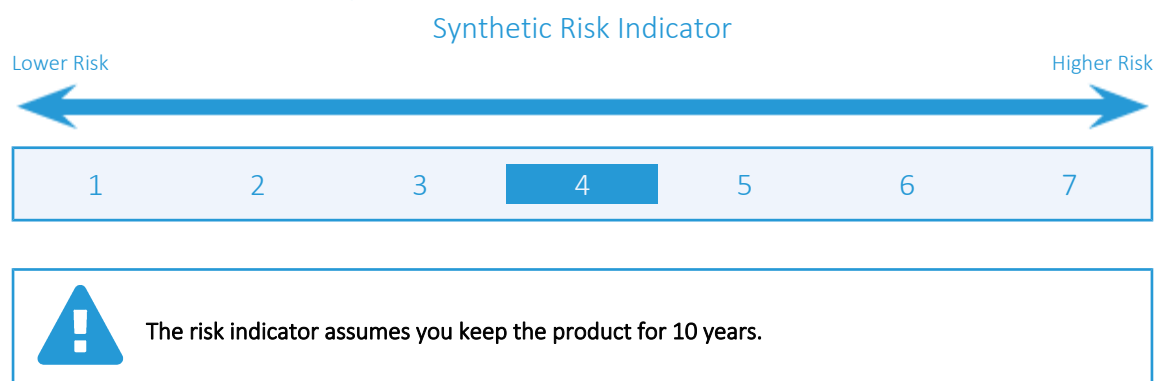 Synthetic Risk Indicator
Lower Risk Higher Risk
1 2 3 4 5 6 7
The risk indicator assumes you keep the product for 10 years.